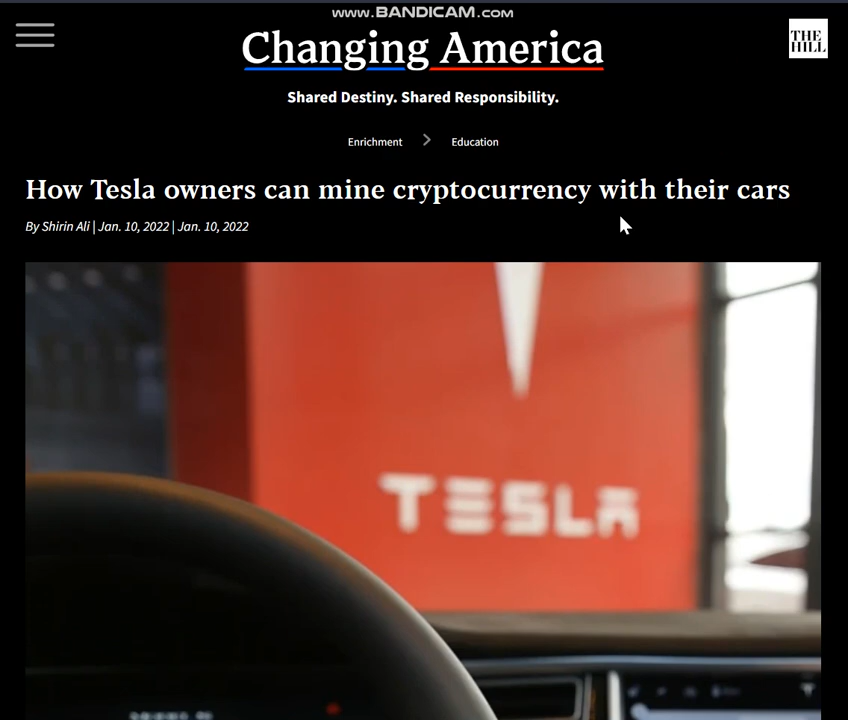 www.BANDICAM.com
Changing America
THE
HILL
Shared Destiny. Shared Responsibility.
Enrichment > Education
How Tesla owners can mine cryptocurrency with their cars
By Shirin Ali | Jan. 10, 2022 | Jan. 10, 2022
TESLA